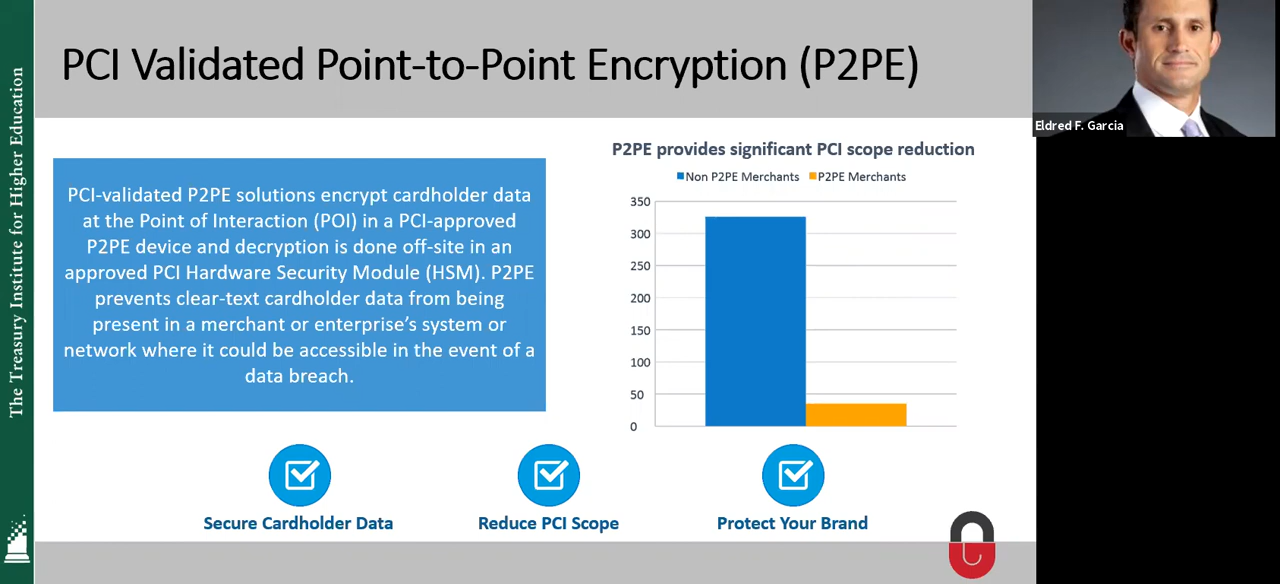 PCI Validated Point-to-Point Encryption (P2PE)
Eldred F. Garcia
The Treasury Institute for Higher Education
PCI-validated P2PE solutions encrypt cardholder data
at the Point of Interaction (POI) in a PCI-approved
P2PE device and decryption is done off-site in an
approved PCI Hardware Security Module (HSM). P2PE
prevents clear-text cardholder data from being
present in a merchant or enterprise's system or
network where it could be accessible in the event of a
data breach.
P2PE provides significant PCI scope reduction
Non P2PE Merchants P2PE Merchants
350
300
250
200
150
100
50
0
Secure Cardholder Data
Reduce PCI Scope
Protect Your Brand